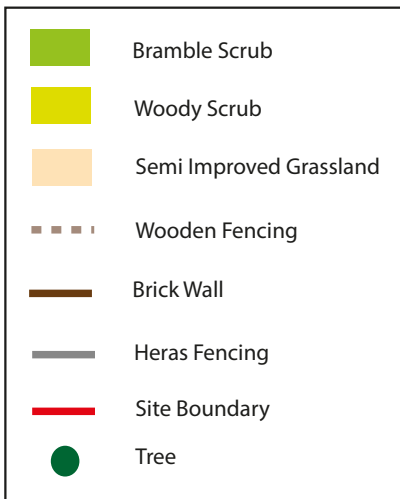 Bramble Scrub
Woody Scrub
Semi Improved Grassland
Wooden Fencing
Brick Wall
Heras Fencing
Site Boundary
Tree